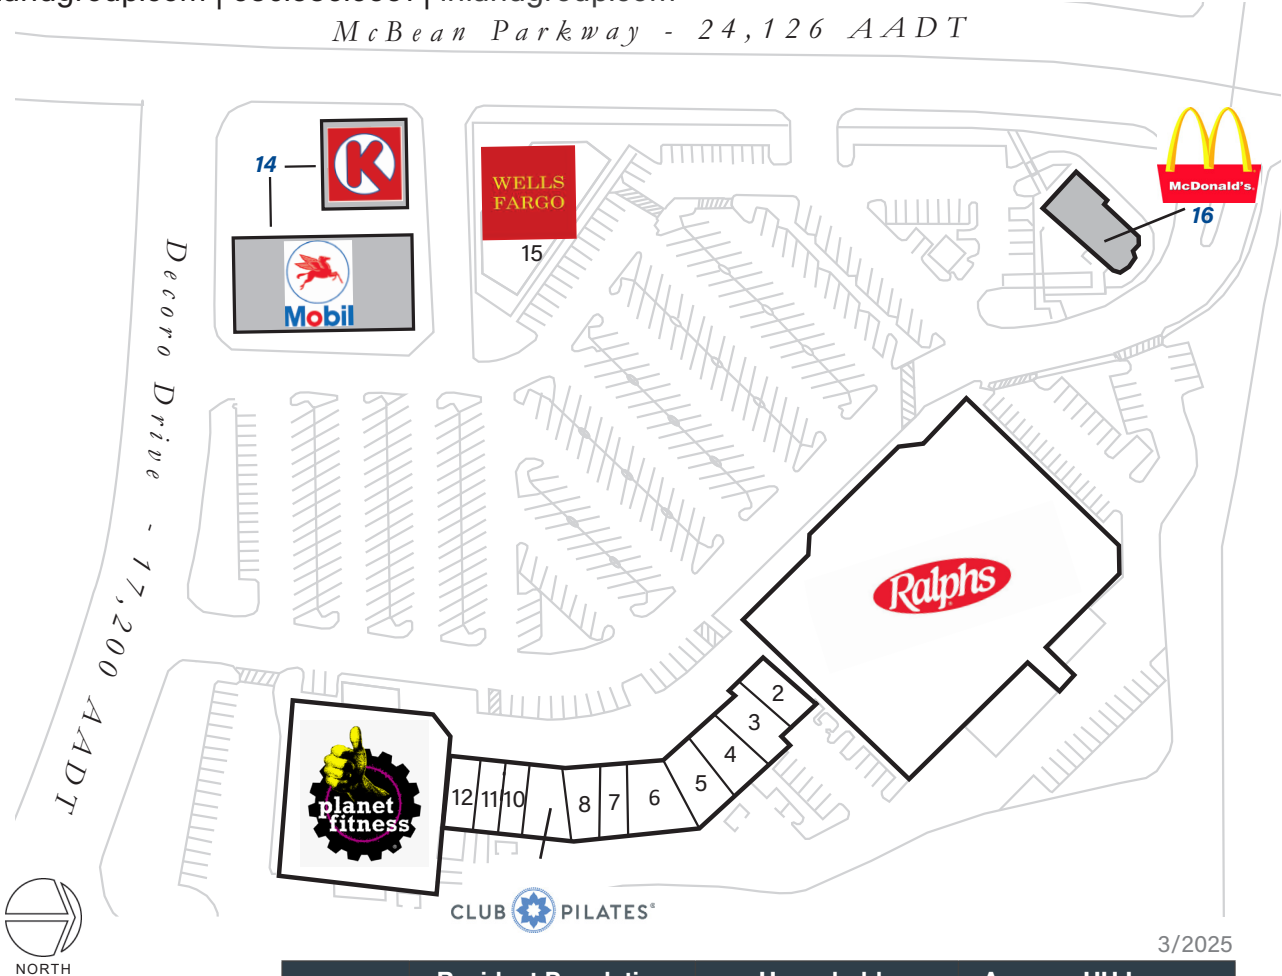 McBean Parkway - 24,126 AADT
14
K
WELLS
FARGO
15
McDonald's
16
Mobil
Decoro Drive - 17,200 AADT
Ralphs
2
3
4
5
6
7
8
10
11
12
planet
fitness
CLUB PILATES
NORTH
3/2025